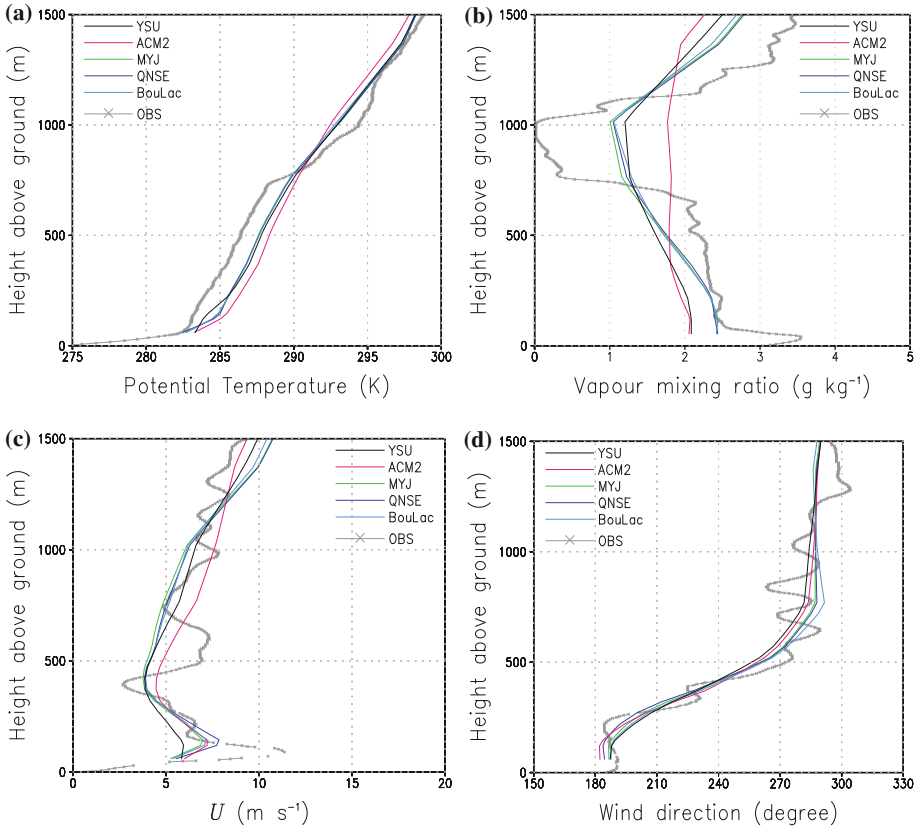 (a)
1500
1000
500
0
Height above ground (m)
YSU
ACM2
MYJ
QNSE
BouLac
OBS
275
280
285
290
295
300
Potential Temperature (K)
(b)
1500
1000
500
0
Height above ground (m)
YSU
ACM2
MYJ
QNSE
BouLac
OBS
0
1
2
3
4
5
Vapour mixing ratio (g kg⁻¹)
(c)
1500
1000
500
0
Height above ground (m)
YSU
ACM2
MYJ
QNSE
BouLac
OBS
0
5
10
15
20
U (m s⁻¹)
(d)
1500
1000
500
0
Height above ground (m)
YSU
ACM2
MYJ
QNSE
BouLac
OBS
150
180
210
240
270
300
330
Wind direction (degree)